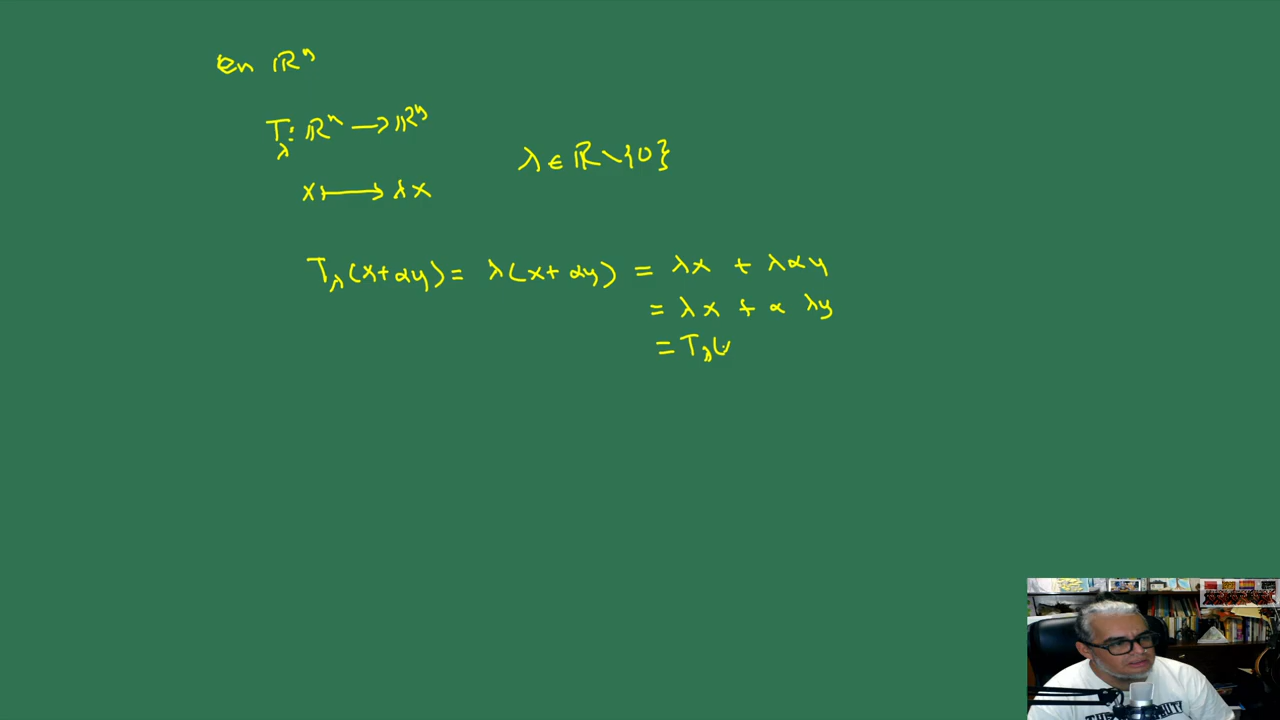 En ℝⁿ
T_λ: ℝⁿ → ℝⁿ
λ ∈ ℝ \ {0}
x ↦ λx
T_λ(x+αy) = λ(x+αy) = λx + λαy
= λx + α λy
= T_λ(